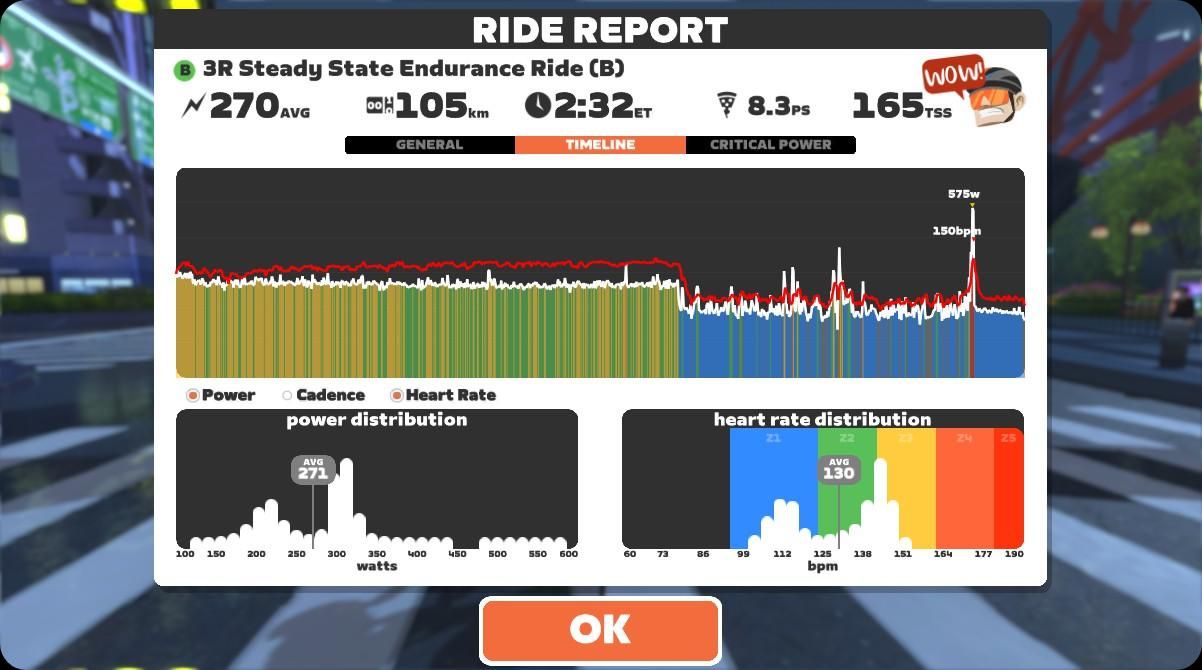 RIDE REPORT
B 3R Steady State Endurance Ride (B)
WOW!
270AVG 105km 2:32ET 8.3PS 165TSS
GENERAL TIMELINE CRITICAL POWER
575w
150bpm
Power Cadence Heart Rate
power distribution
AVG
271
100 150 200 250 300 350 400 450 500 550 600
watts
heart rate distribution
Z1 Z2 Z3 Z4 Z5
AVG
130
60 73 86 99 112 125 138 151 164 177 190
bpm
OK